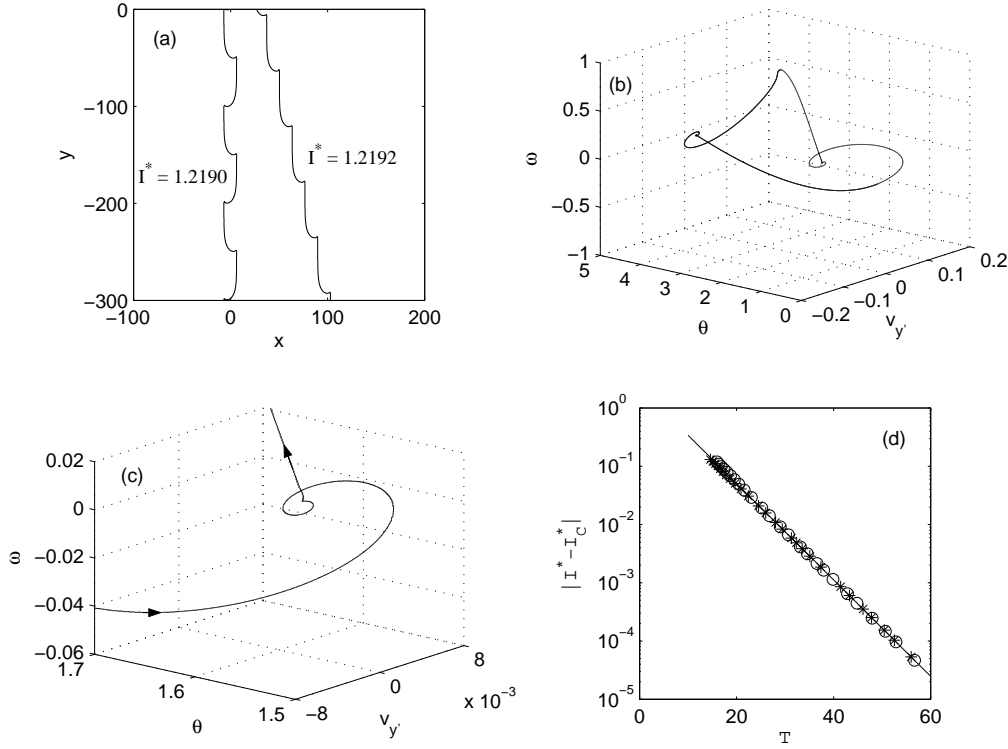 (a)
0
−100
−200
−300
y
I* = 1.2190
I* = 1.2192
−100
0
100
200
x
(b)
1
0.5
0
−0.5
−1
ω
5
4
3
2
1
0
θ
−0.2
−0.1
0
0.1
0.2
v_y'
(c)
0.02
0
−0.02
−0.04
−0.06
ω
1.7
1.6
1.5
θ
−8
0
8
x 10^−3
v_y'
(d)
10^0
10^−1
10^−2
10^−3
10^−4
10^−5
|I*−I*_C|
0
20
40
60
T